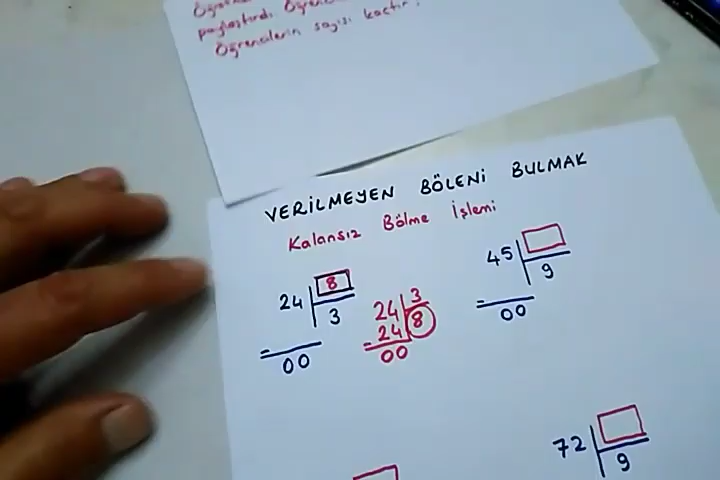 paylaştırdı.
Öğrencilerin sayısı kaçtır.
VERİLMEYEN BÖLENİ BULMAK
Kalansız Bölme İşlemi
24 8
3
00
24 3
24 8
00
45
9
00
72
9